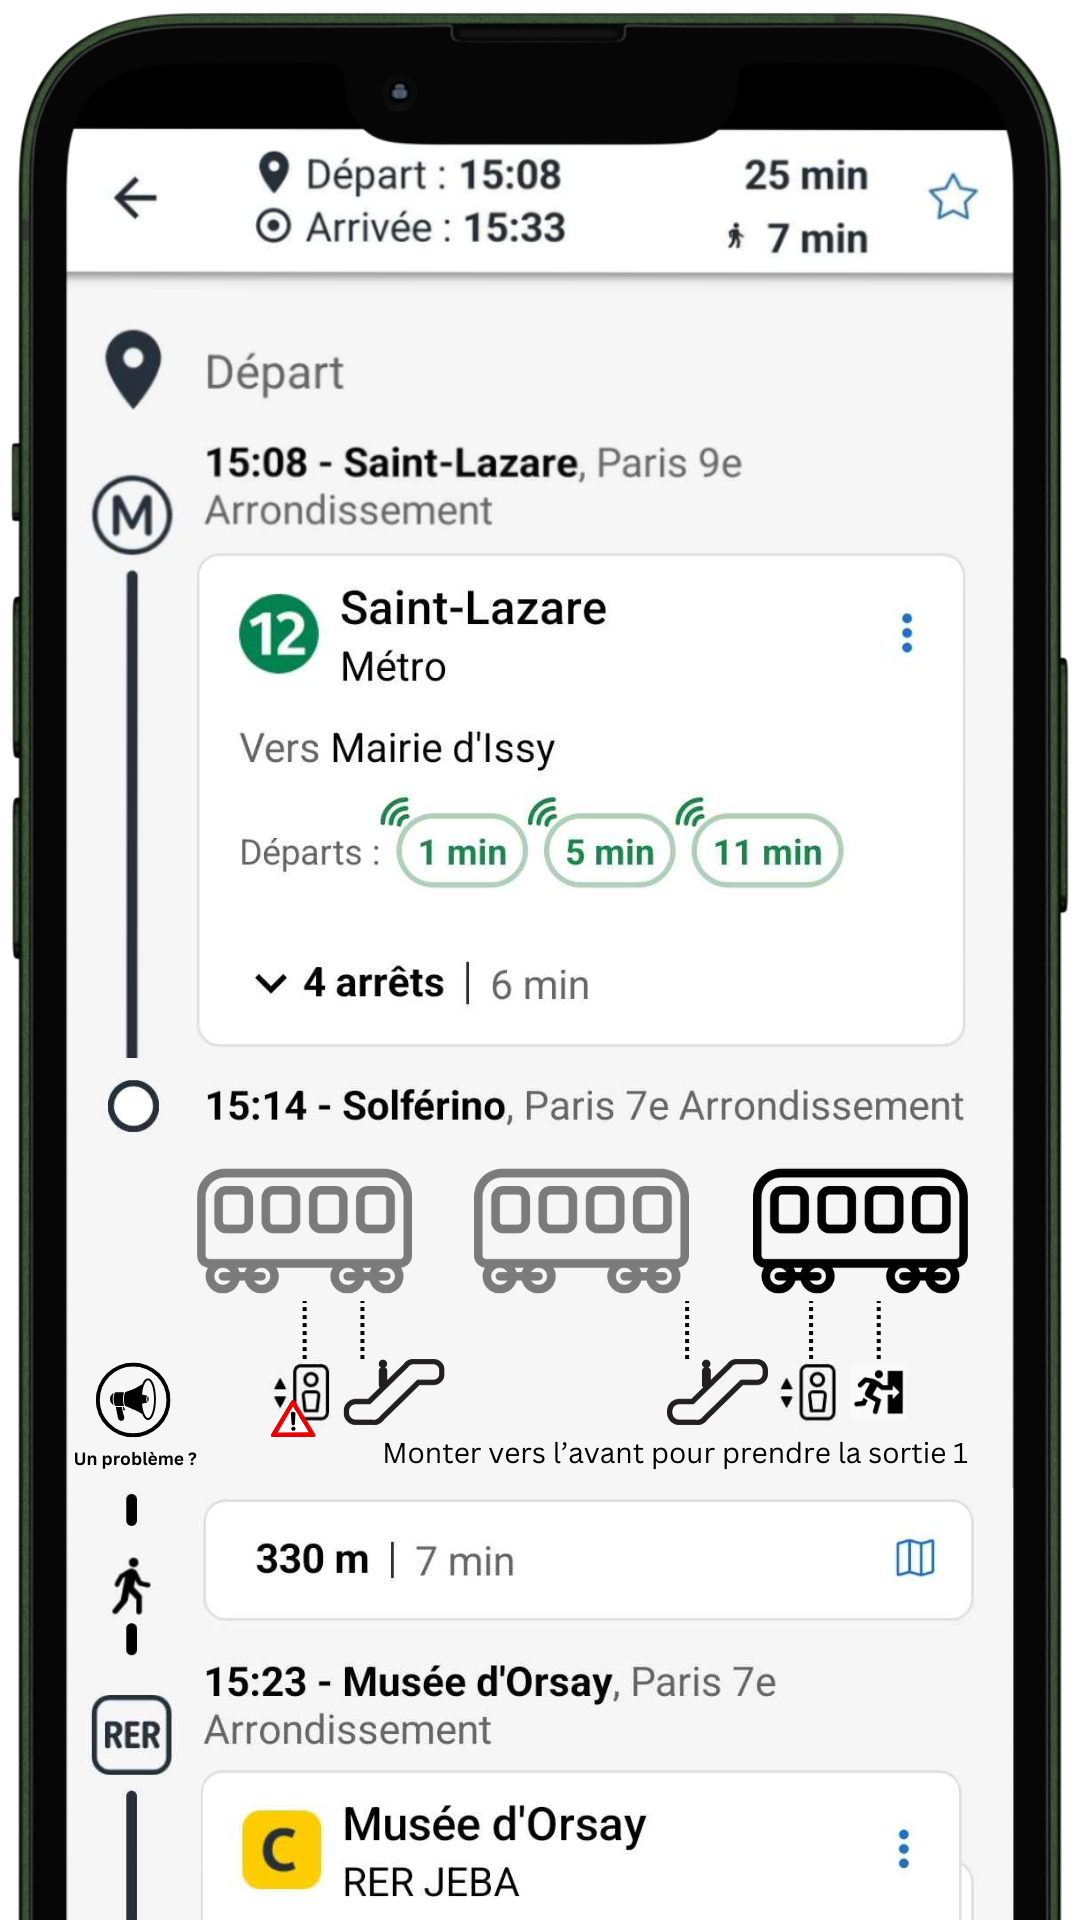 Départ : 15:08
25 min
Arrivée : 15:33
7 min
Départ
15:08 - Saint-Lazare, Paris 9e
Arrondissement
M
12
Saint-Lazare
Métro
Vers Mairie d'Issy
Départs : 1 min 5 min 11 min
4 arrêts | 6 min
15:14 - Solférino, Paris 7e Arrondissement
Un problème ?
Monter vers l’avant pour prendre la sortie 1
330 m | 7 min
15:23 - Musée d'Orsay, Paris 7e
Arrondissement
RER
C
Musée d'Orsay
RER JEBA